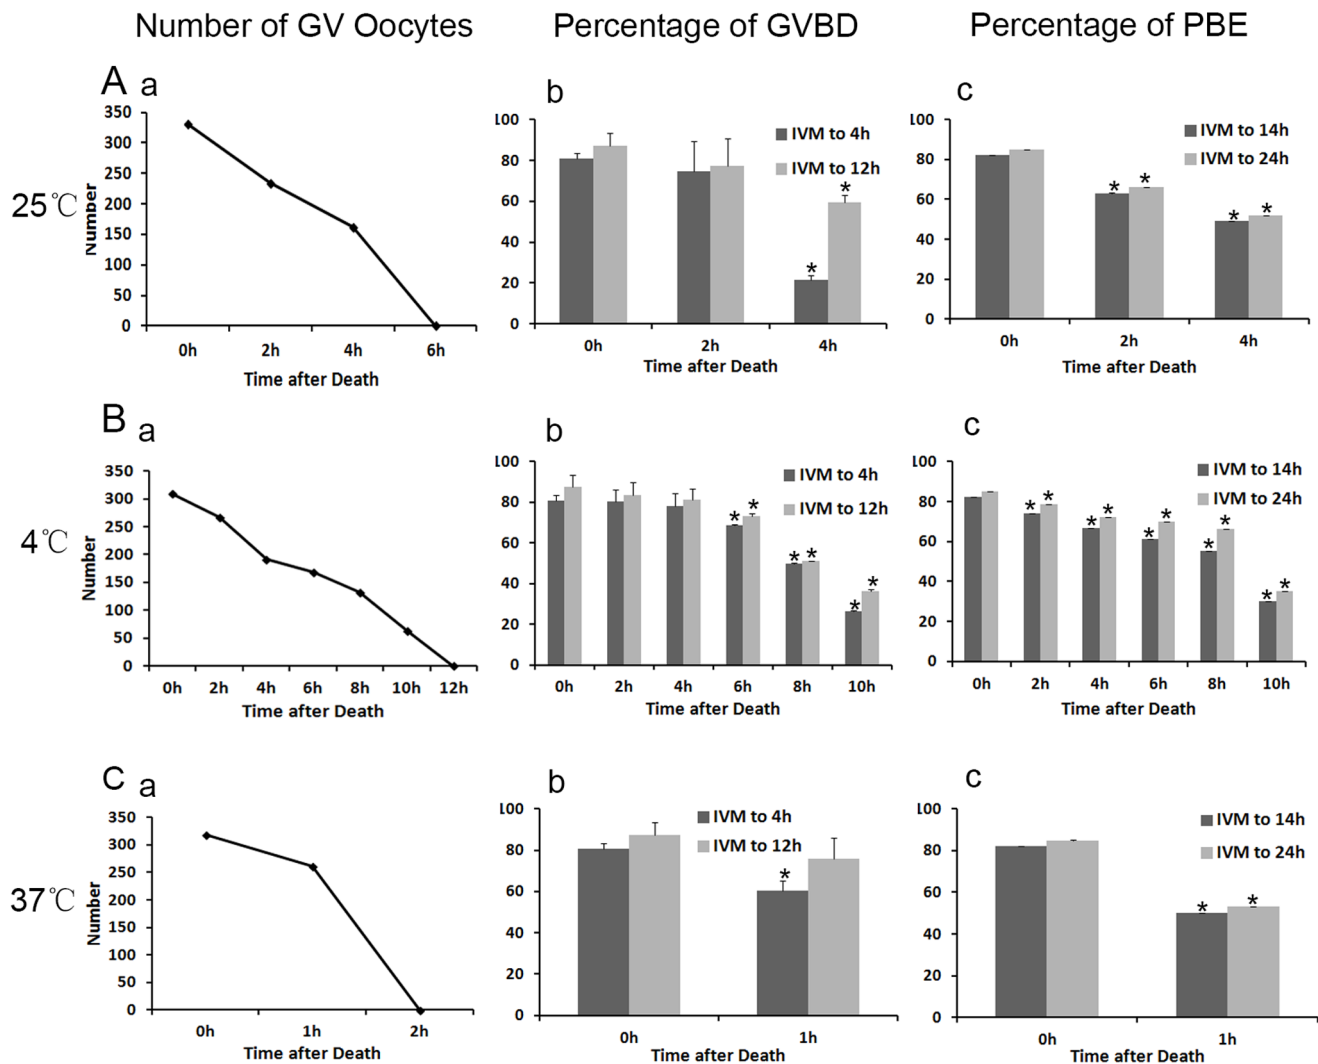 Number of GV Oocytes Percentage of GVBD Percentage of PBE
25℃
A a
350
300
250
200
150
100
50
0
Number
0h 2h 4h 6h
Time after Death
b
100
80
60
40
20
0
IVM to 4h
IVM to 12h
*
*
0h 2h 4h
Time after Death
c
100
80
60
40
20
0
IVM to 14h
IVM to 24h
* *
* *
0h 2h 4h
Time after Death
4℃
B a
350
300
250
200
150
100
50
0
Number
0h 2h 4h 6h 8h 10h 12h
Time after Death
b
100
80
60
40
20
0
IVM to 4h
IVM to 12h
* *
* *
* *
0h 2h 4h 6h 8h 10h
Time after Death
c
100
80
60
40
20
0
IVM to 14h
IVM to 24h
* *
* *
* *
* *
* *
0h 2h 4h 6h 8h 10h
Time after Death
37℃
C a
350
300
250
200
150
100
50
0
Number
0h 1h 2h
Time after Death
b
100
80
60
40
20
0
IVM to 4h
IVM to 12h
*
0h 1h
Time after Death
c
100
80
60
40
20
0
IVM to 14h
IVM to 24h
* *
0h 1h
Time after Death